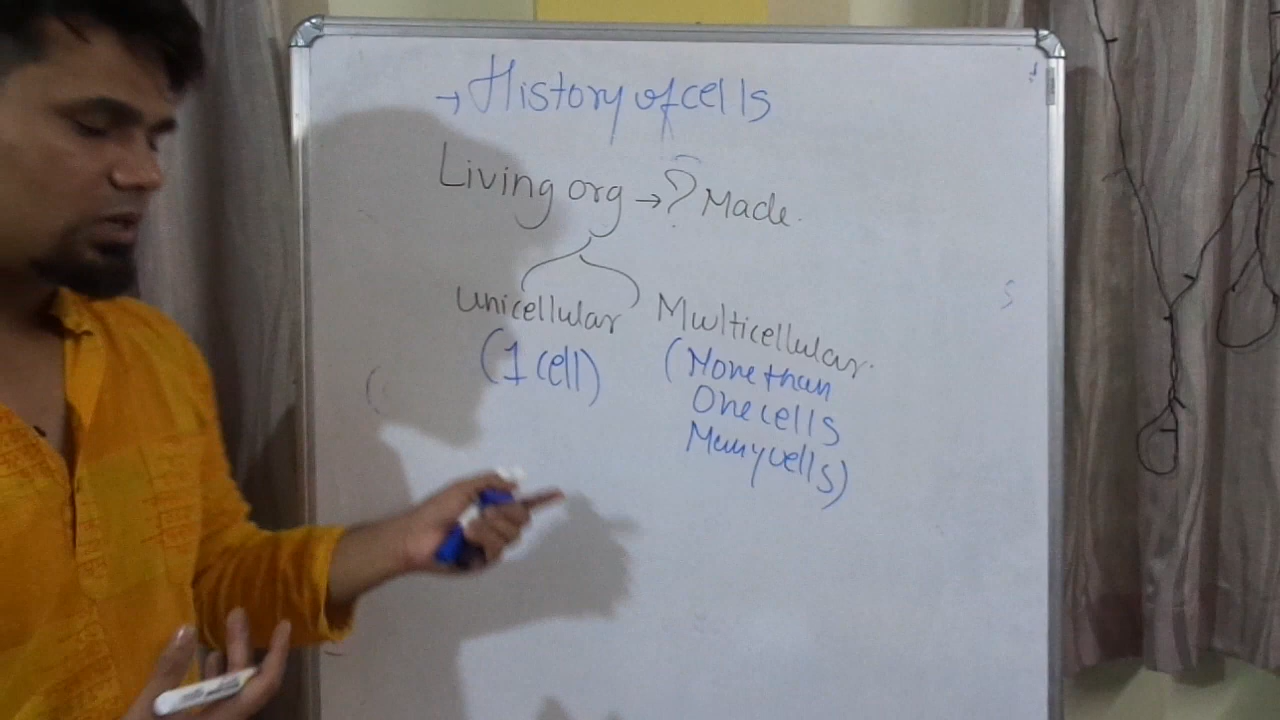 → History of cells
Living org → ? Made.
Unicellular Multicellular.
(1 cell) (More than
One cells
Many cells)